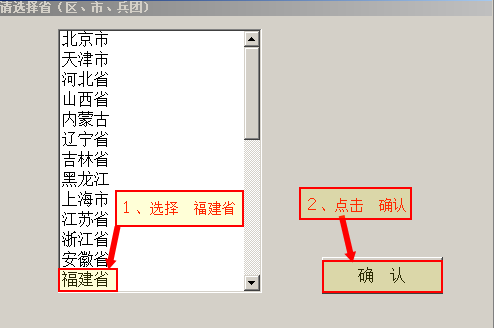 请选择省（区、市、兵团）
北京市
天津市
河北省
山西省
内蒙古
辽宁省
吉林省
黑龙江
上海市
江苏省
浙江省
安徽省
福建省
1、选择 福建省
2、点击 确认
确 认